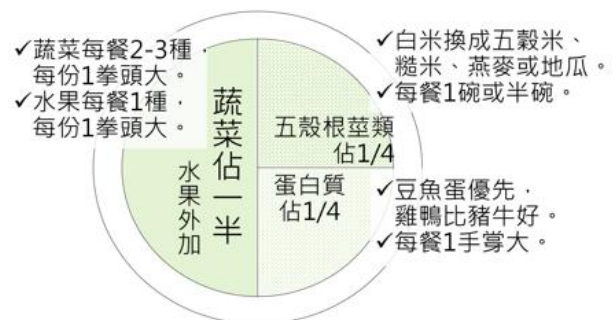 ✓蔬菜每餐2-3種，
每份1拳頭大。
✓水果每餐1種，
每份1拳頭大。
蔬菜佔一半
水果外加
五殼根莖類
佔1/4
蛋白質
佔1/4
✓白米換成五穀米、
糙米、燕麥或地瓜。
✓每餐1碗或半碗。
✓豆魚蛋優先，
雞鴨比豬牛好。
✓每餐1手掌大。